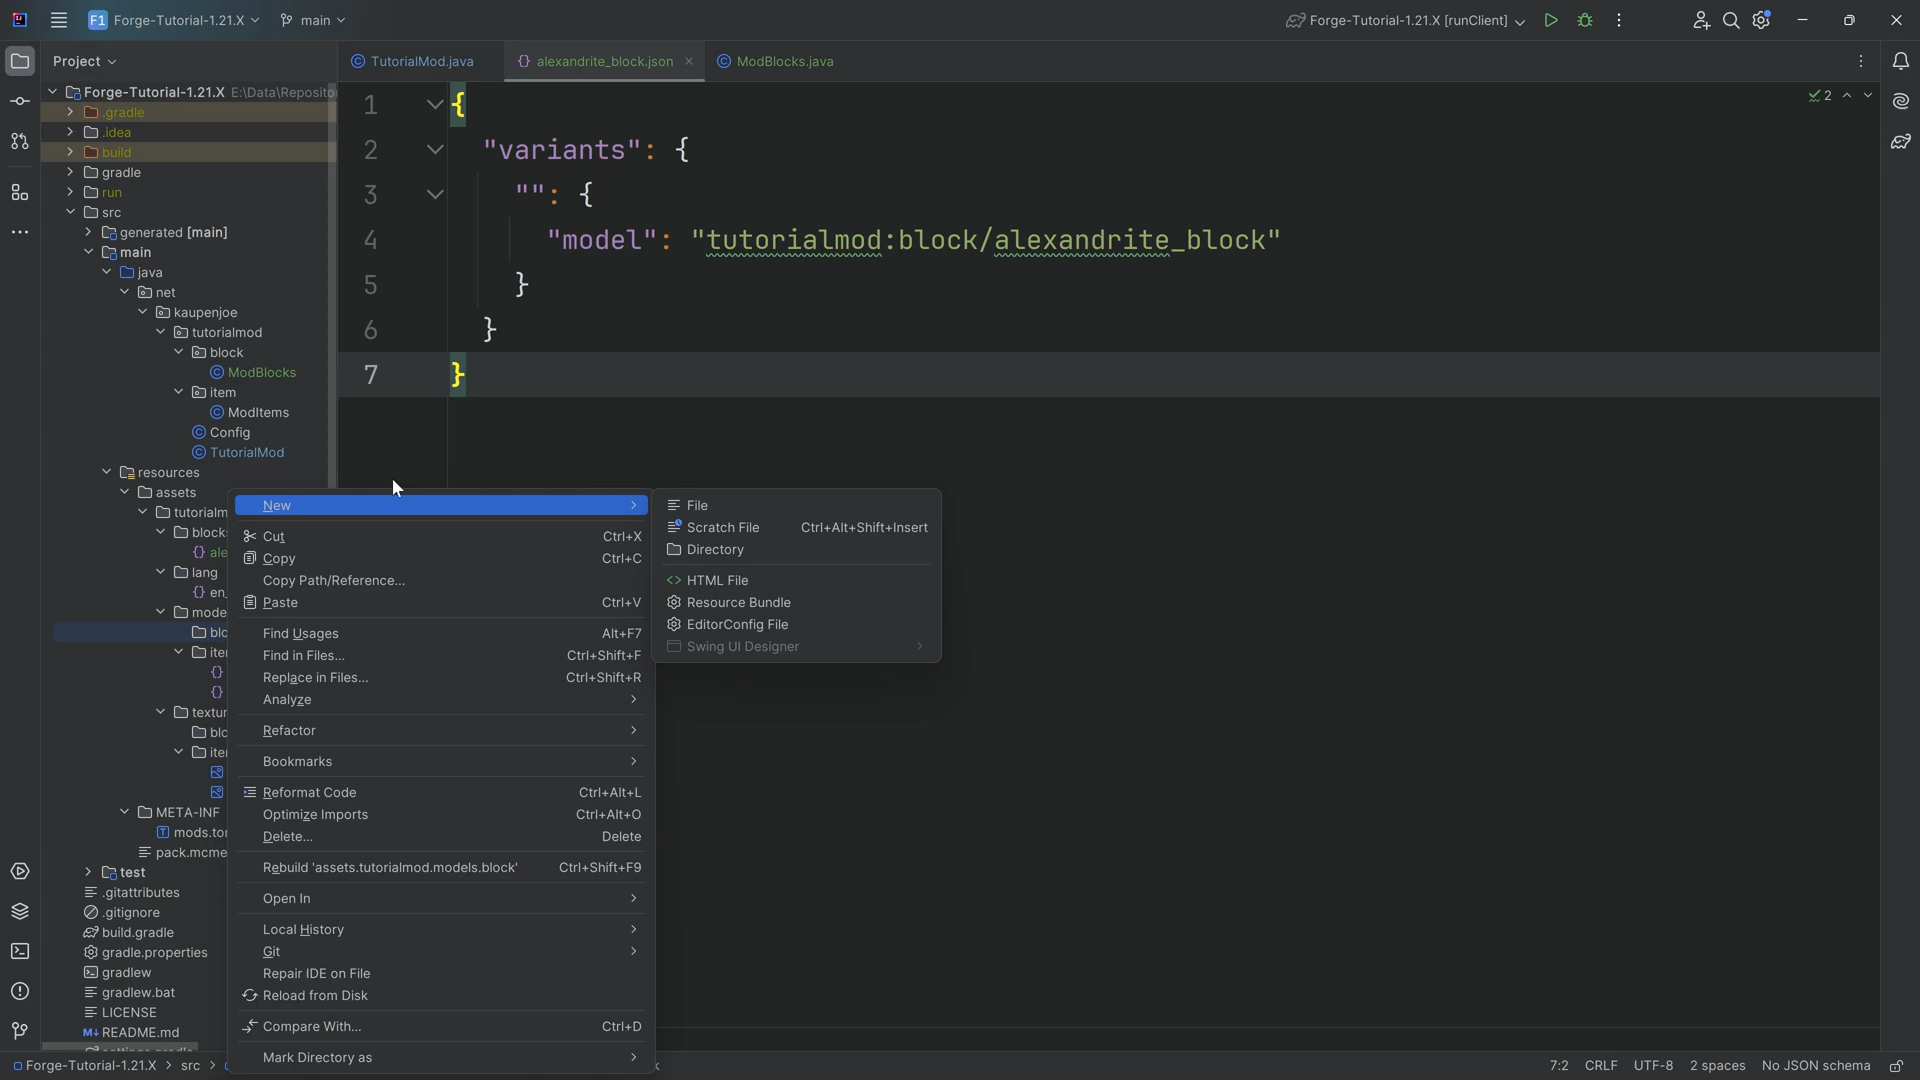 F1 Forge-Tutorial-1.21.X main Forge-Tutorial-1.21.X [runClient]
Project
TutorialMod.java
{} alexandrite_block.json
ModBlocks.java
Forge-Tutorial-1.21.X E:\Data\Reposito
.gradle
.idea
build
gradle
run
src
generated [main]
main
java
net
kaupenjoe
tutorialmod
block
ModBlocks
item
ModItems
Config
TutorialMod
resources
assets
tutorialm
block
{} ale
lang
{} en_
mode
blo
iter
{}
{}
textur
blo
iter
META-INF
mods.to
pack.mcme
test
.gitattributes
.gitignore
build.gradle
gradle.properties
gradlew
gradlew.bat
LICENSE
README.md
1 {
2 "variants": {
3 "": {
4 "model": "tutorialmod:block/alexandrite_block"
5 }
6 }
7 }
2
New
Cut Ctrl+X
Copy Ctrl+C
Copy Path/Reference...
Paste Ctrl+V
Find Usages Alt+F7
Find in Files... Ctrl+Shift+F
Replace in Files... Ctrl+Shift+R
Analyze
Refactor
Bookmarks
Reformat Code Ctrl+Alt+L
Optimize Imports Ctrl+Alt+O
Delete... Delete
Rebuild 'assets.tutorialmod.models.block' Ctrl+Shift+F9
Open In
Local History
Git
Repair IDE on File
Reload from Disk
Compare With... Ctrl+D
Mark Directory as
File
Scratch File Ctrl+Alt+Shift+Insert
Directory
HTML File
Resource Bundle
EditorConfig File
Swing UI Designer
Forge-Tutorial-1.21.X > src >
7:2 CRLF UTF-8 2 spaces No JSON schema